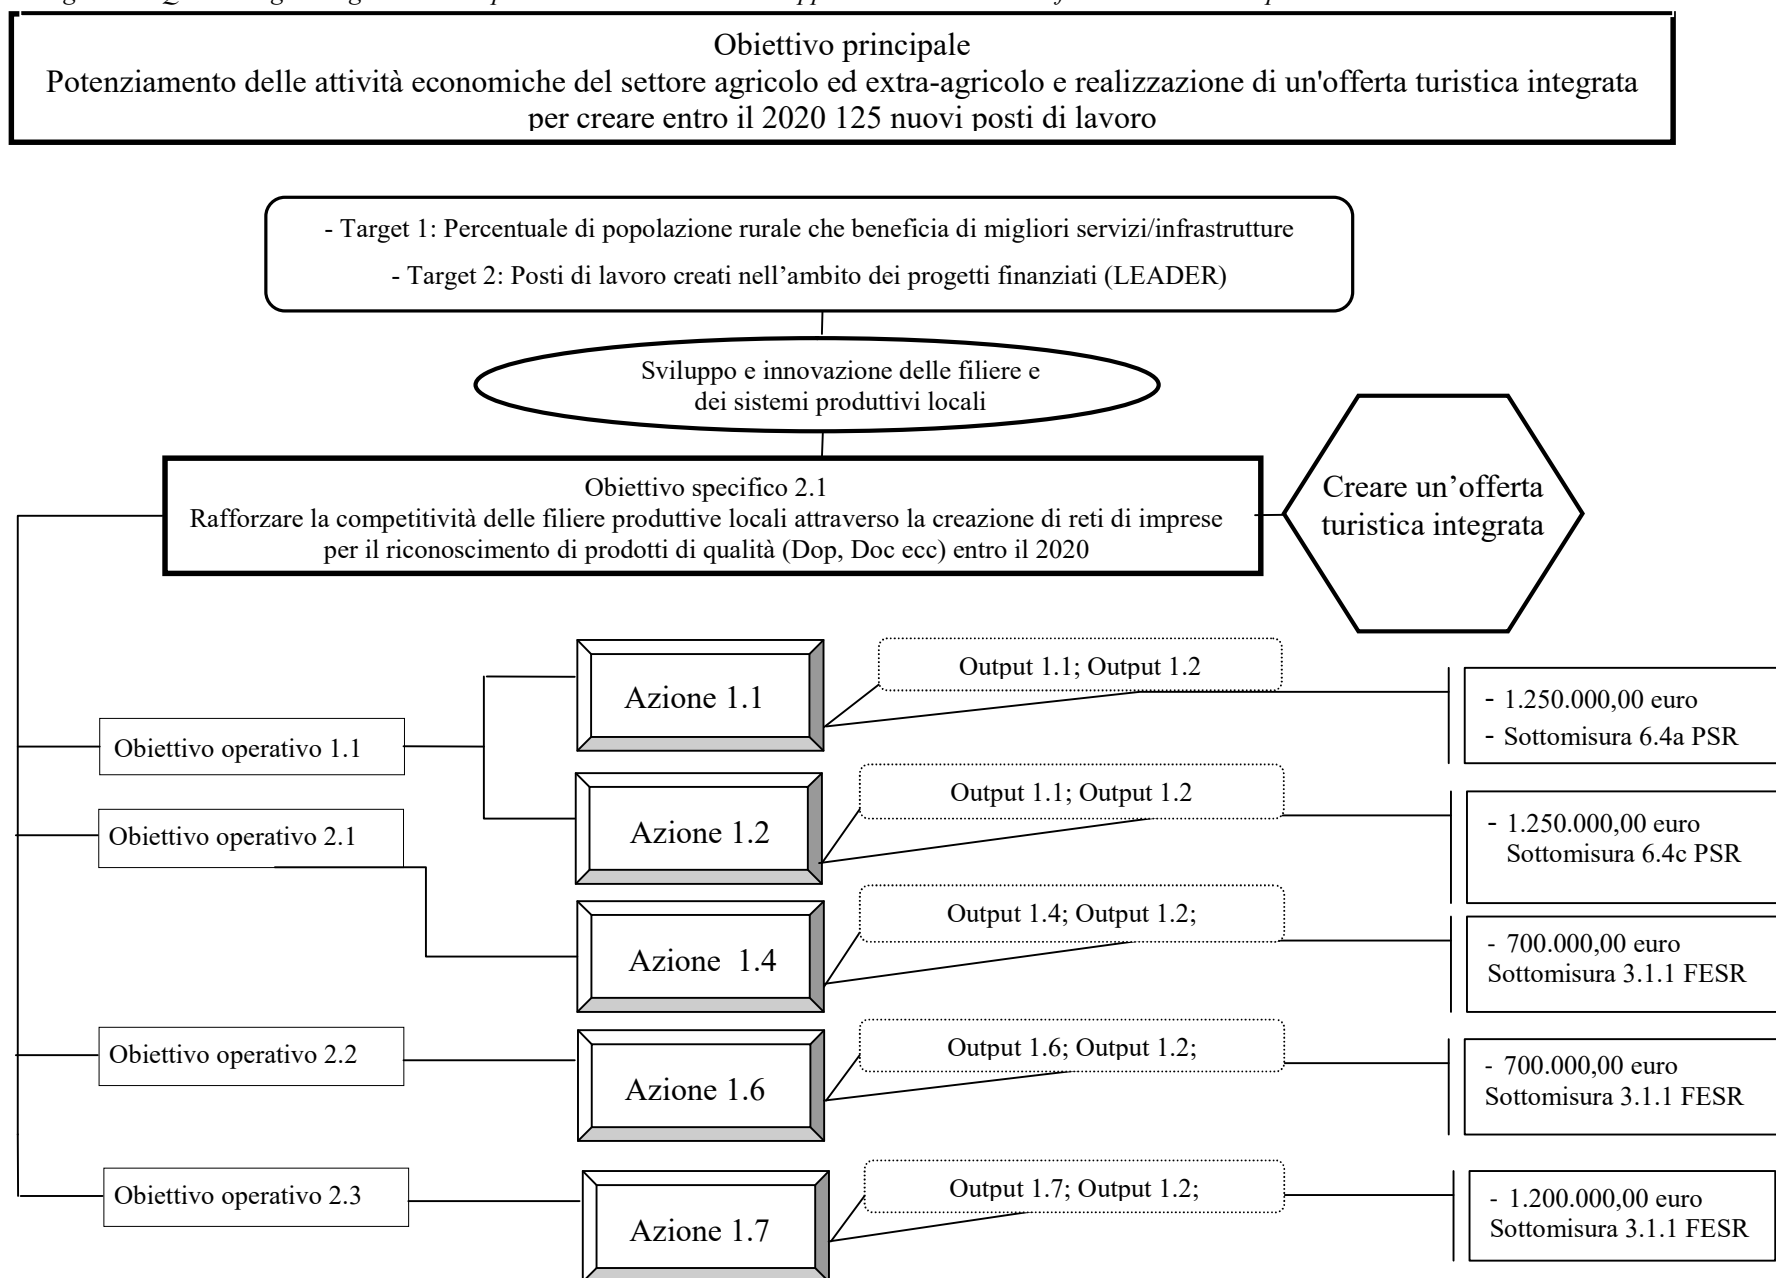 Obiettivo principale
Potenziamento delle attività economiche del settore agricolo ed extra-agricolo e realizzazione di un'offerta turistica integrata
per creare entro il 2020 125 nuovi posti di lavoro
- Target 1: Percentuale di popolazione rurale che beneficia di migliori servizi/infrastrutture
- Target 2: Posti di lavoro creati nell’ambito dei progetti finanziati (LEADER)
Sviluppo e innovazione delle filiere e
dei sistemi produttivi locali
Obiettivo specifico 2.1
Rafforzare la competitività delle filiere produttive locali attraverso la creazione di reti di imprese
per il riconoscimento di prodotti di qualità (Dop, Doc ecc) entro il 2020
Creare un’offerta
turistica integrata
Obiettivo operativo 1.1
Azione 1.1
Output 1.1; Output 1.2
- 1.250.000,00 euro
- Sottomisura 6.4a PSR
Azione 1.2
Output 1.1; Output 1.2
- 1.250.000,00 euro
Sottomisura 6.4c PSR
Obiettivo operativo 2.1
Azione 1.4
Output 1.4; Output 1.2;
- 700.000,00 euro
Sottomisura 3.1.1 FESR
Obiettivo operativo 2.2
Azione 1.6
Output 1.6; Output 1.2;
- 700.000,00 euro
Sottomisura 3.1.1 FESR
Obiettivo operativo 2.3
Azione 1.7
Output 1.7; Output 1.2;
- 1.200.000,00 euro
Sottomisura 3.1.1 FESR